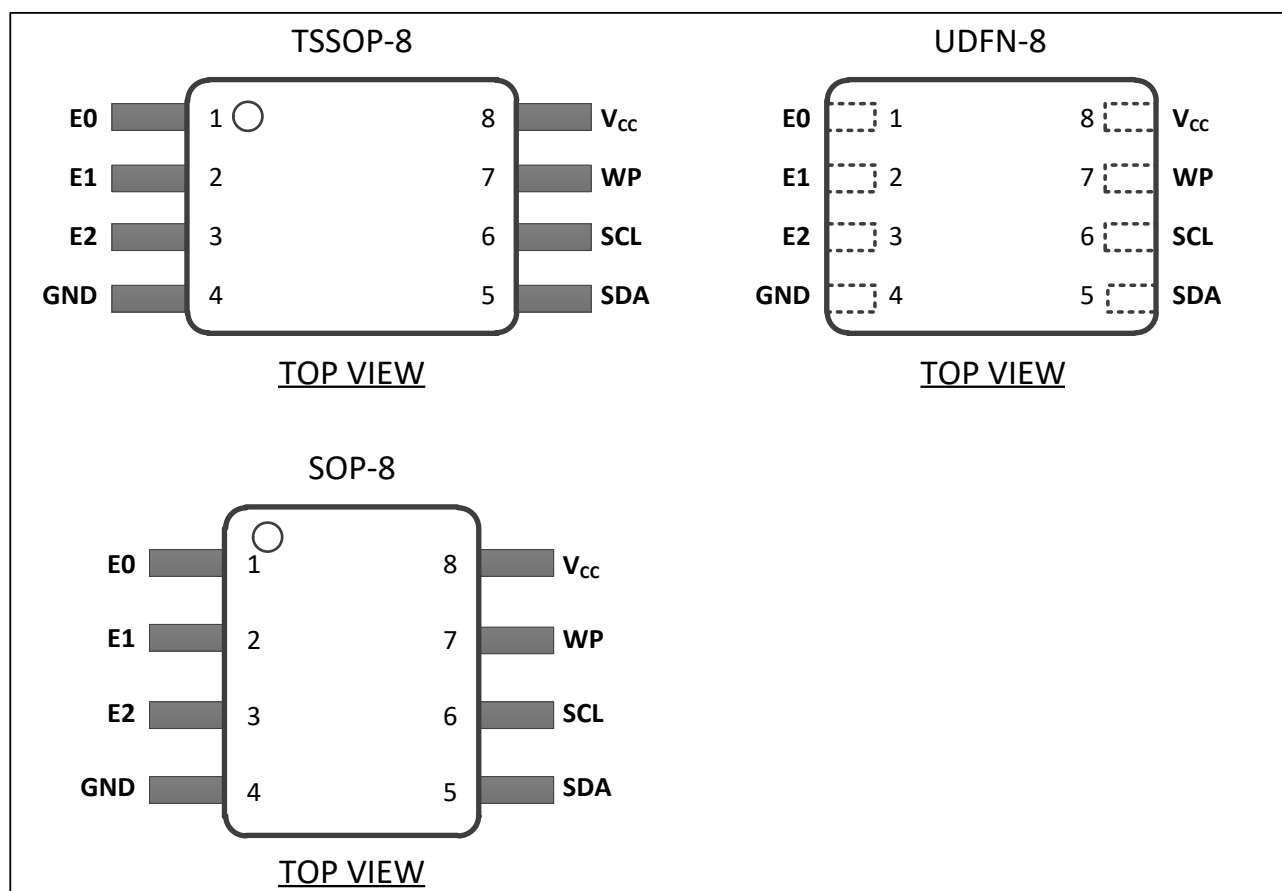 TSSOP-8
E0 1 8 VCC
E1 2 7 WP
E2 3 6 SCL
GND 4 5 SDA
TOP VIEW
UDFN-8
E0 1 8 VCC
E1 2 7 WP
E2 3 6 SCL
GND 4 5 SDA
TOP VIEW
SOP-8
E0 1 8 VCC
E1 2 7 WP
E2 3 6 SCL
GND 4 5 SDA
TOP VIEW